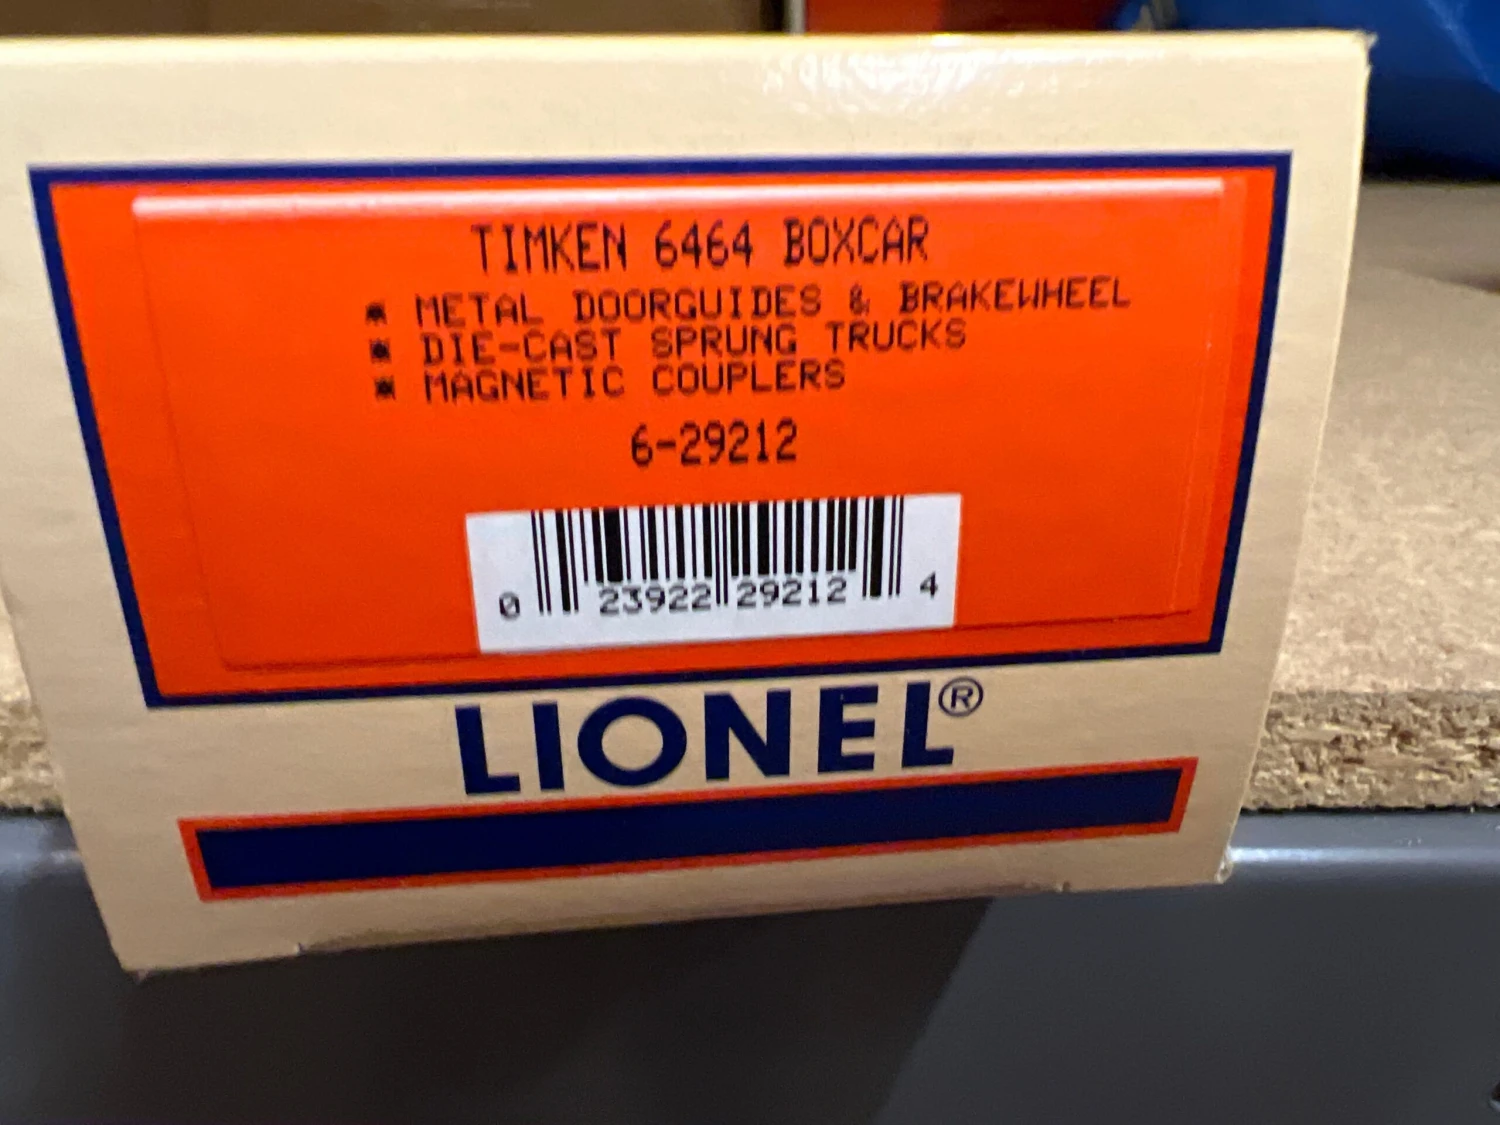 TIMKEN 6464 BOXCAR
* METAL DOORGUIDES & BRAKEWHEEL
* DIE-CAST SPRUNG TRUCKS
* MAGNETIC COUPLERS
6-29212
0 23922 29212 4
LIONEL®